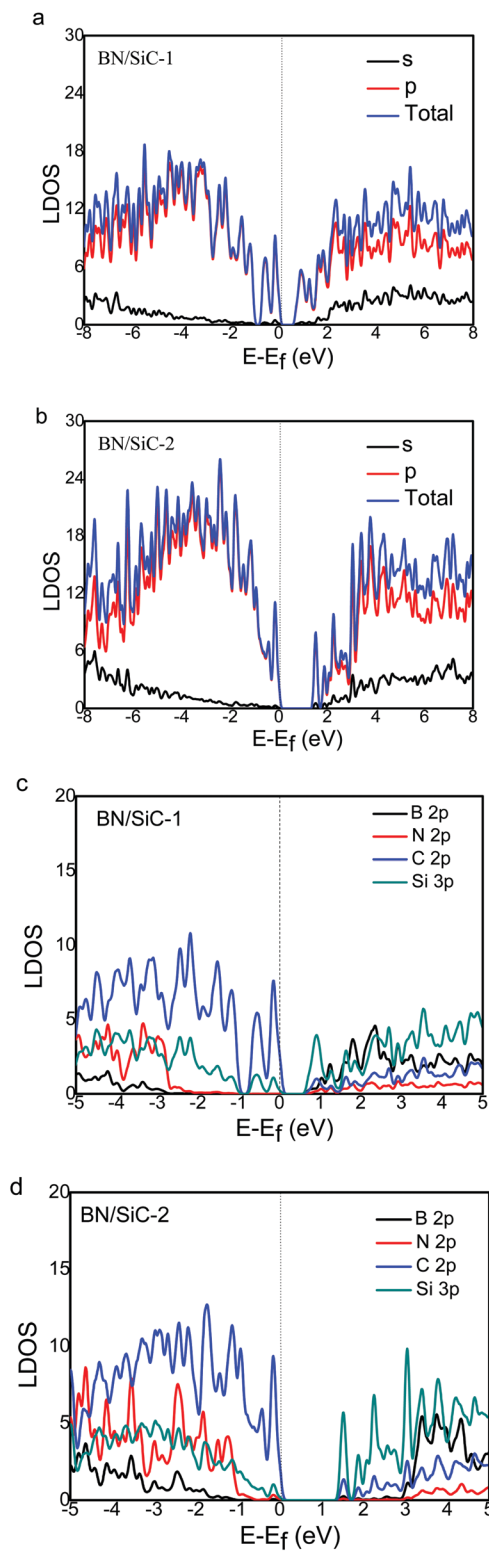 a
BN/SiC-1
s
p
Total
30
24
18
12
6
0
LDOS
-8 -6 -4 -2 0 2 4 6 8
E-Ef (eV)
b
BN/SiC-2
s
p
Total
30
24
18
12
6
0
LDOS
-8 -6 -4 -2 0 2 4 6 8
E-Ef (eV)
c
BN/SiC-1
B 2p
N 2p
C 2p
Si 3p
20
15
10
5
0
LDOS
-5 -4 -3 -2 -1 0 1 2 3 4 5
E-Ef (eV)
d
BN/SiC-2
B 2p
N 2p
C 2p
Si 3p
20
15
10
5
0
LDOS
-5 -4 -3 -2 -1 0 1 2 3 4 5
E-Ef (eV)